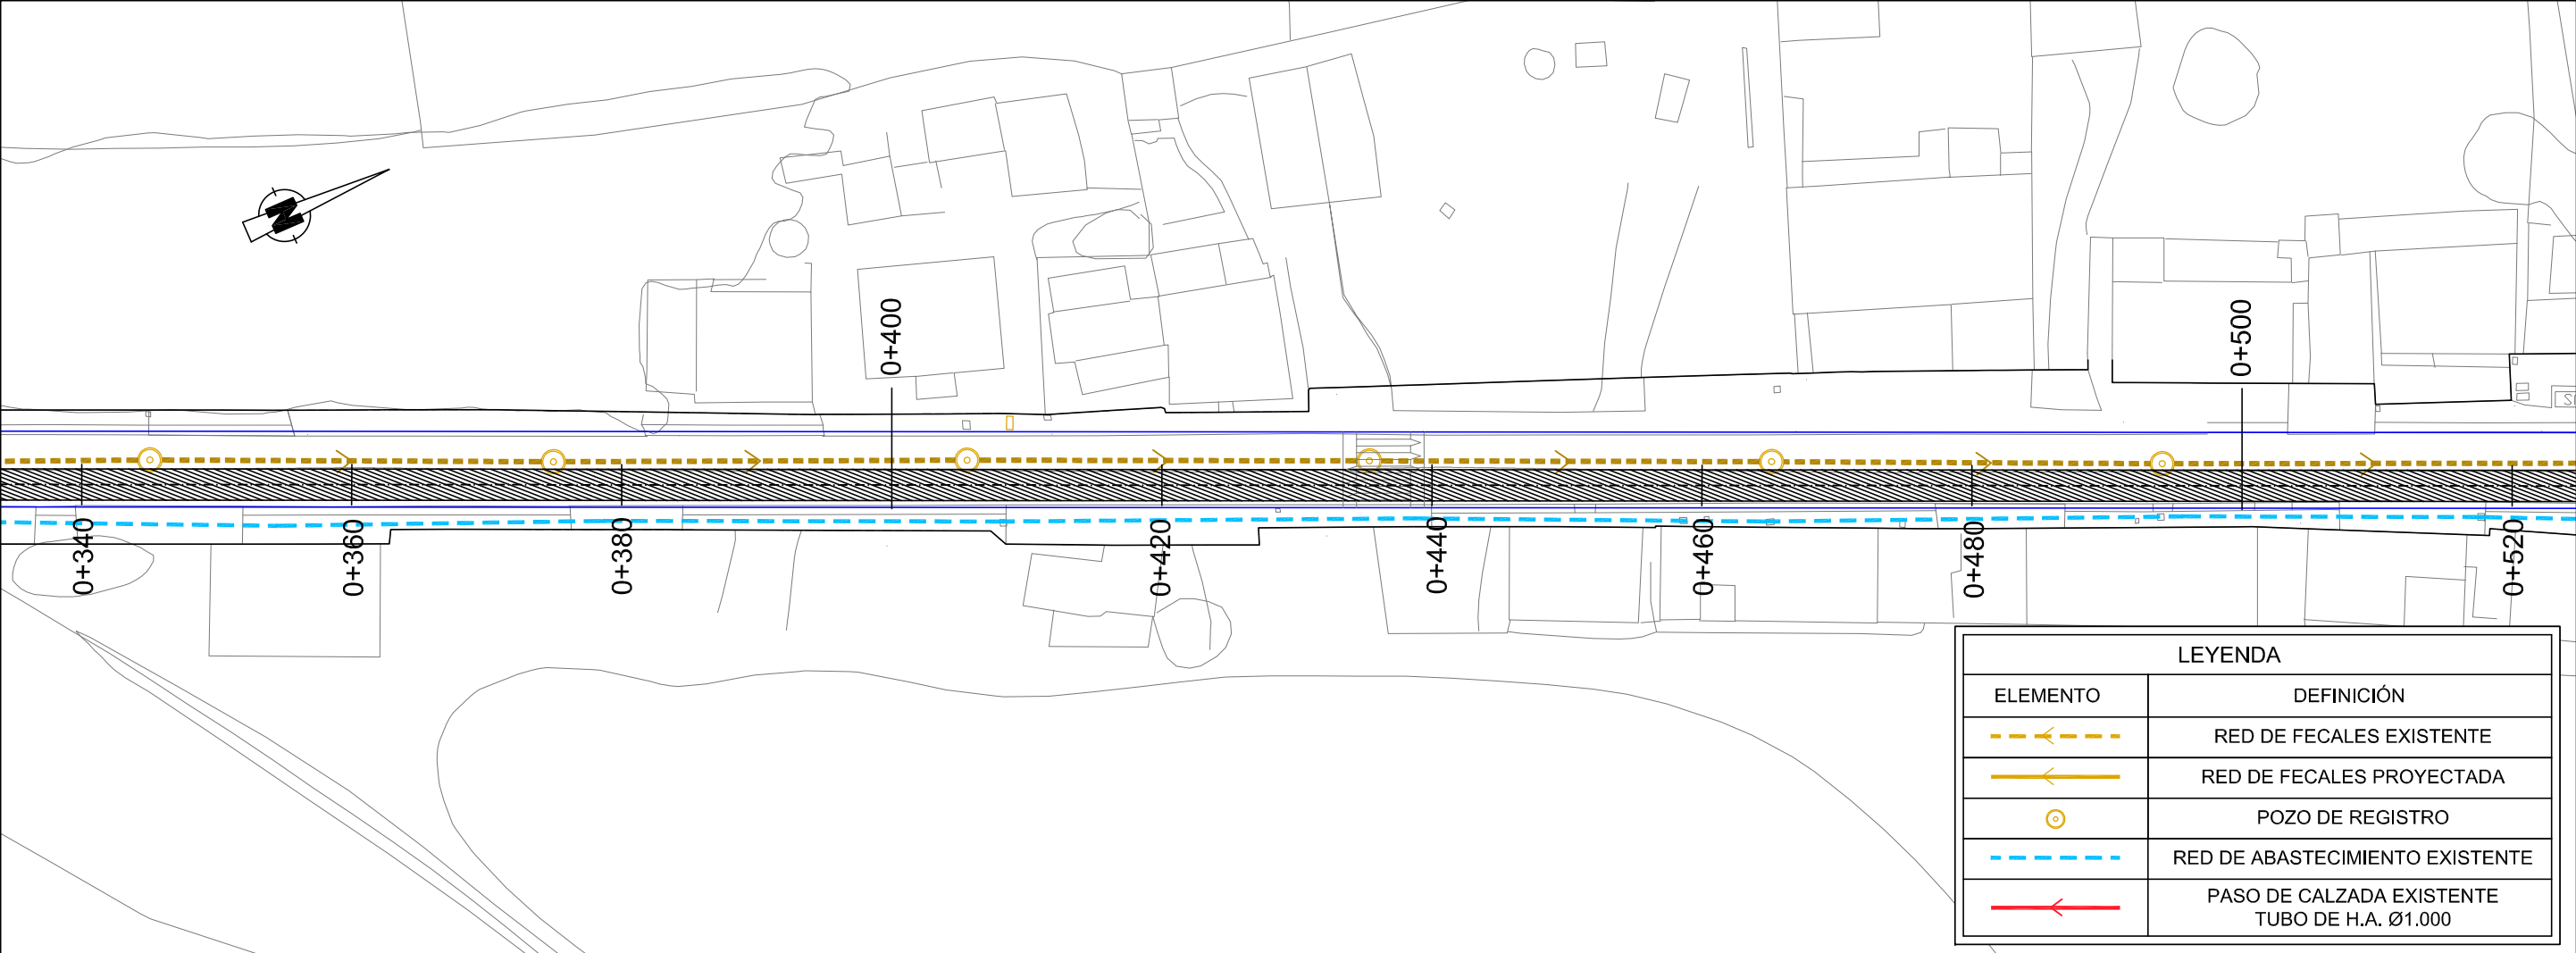 N
0+400
0+500
0+340
0+360
0+380
0+420
0+440
0+460
0+480
0+520
LEYENDA
ELEMENTO DEFINICIÓN
RED DE FECALES EXISTENTE
RED DE FECALES PROYECTADA
POZO DE REGISTRO
RED DE ABASTECIMIENTO EXISTENTE
PASO DE CALZADA EXISTENTE
TUBO DE H.A. Ø1.000